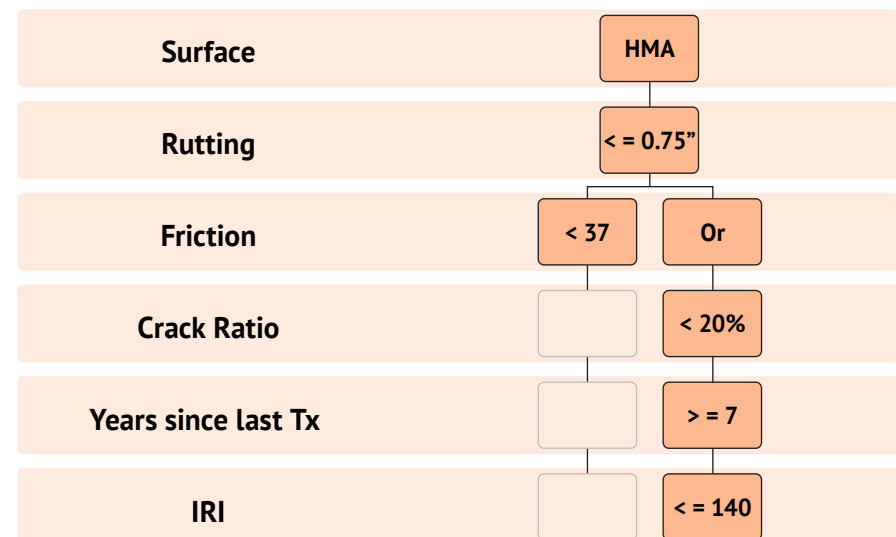 Surface
HMA
Rutting
< = 0.75”
Friction
< 37
Or
Crack Ratio
< 20%
Years since last Tx
> = 7
IRI
< = 140